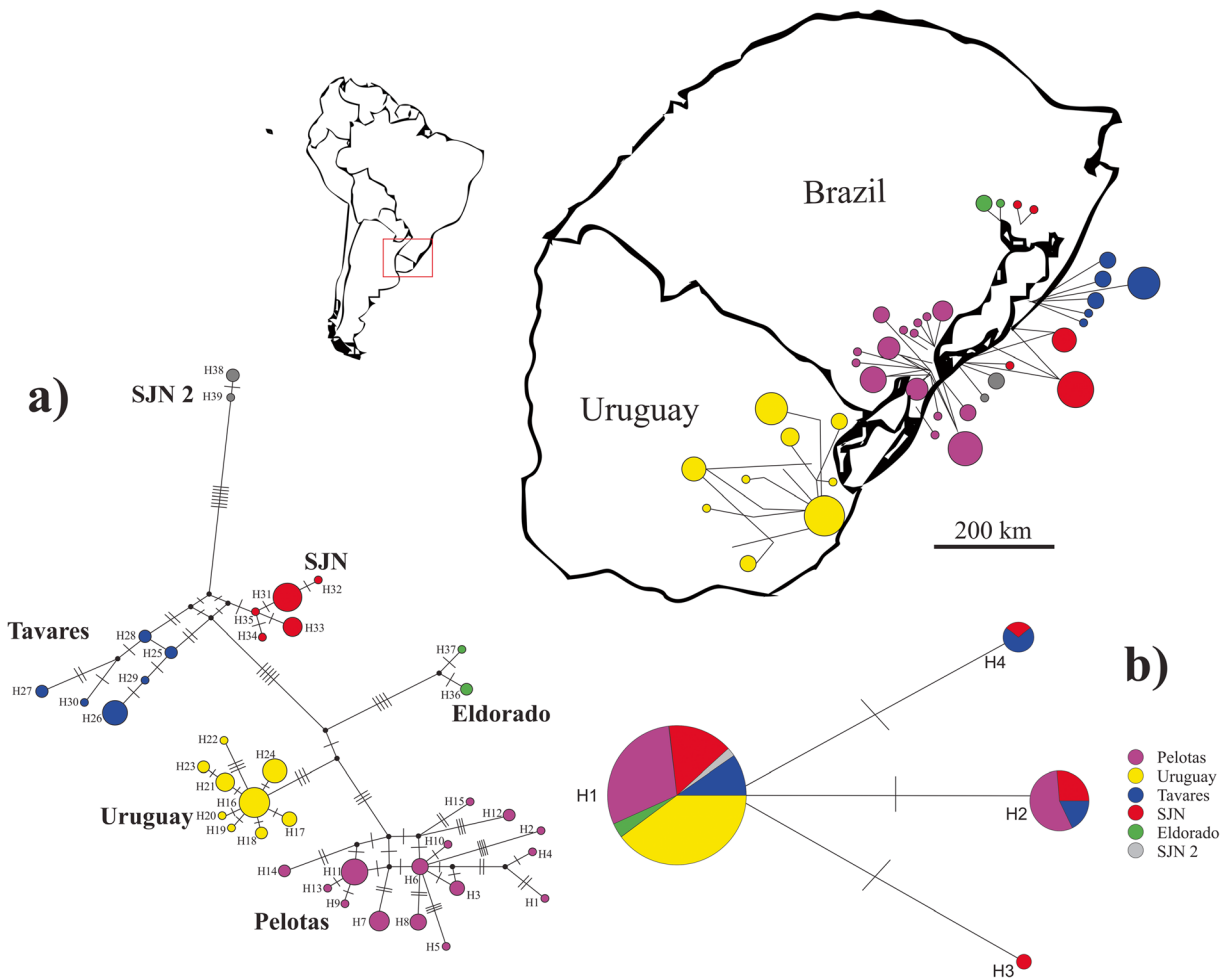 Brazil
Uruguay
200 km
a)
H38
SJN 2
H39
SJN
H31
H32
H35
H33
H34
Tavares
H28
H25
H27
H29
H30
H26
H37
H36
Eldorado
H22
H24
H23
H21
H16
H20
H19
H18
H17
Uruguay
H15
H12
H2
H10
H14
H11
H6
H4
H13
H3
H9
H1
H7
H8
H5
Pelotas
b)
H4
H1
H2
H3
Pelotas
Uruguay
Tavares
SJN
Eldorado
SJN 2